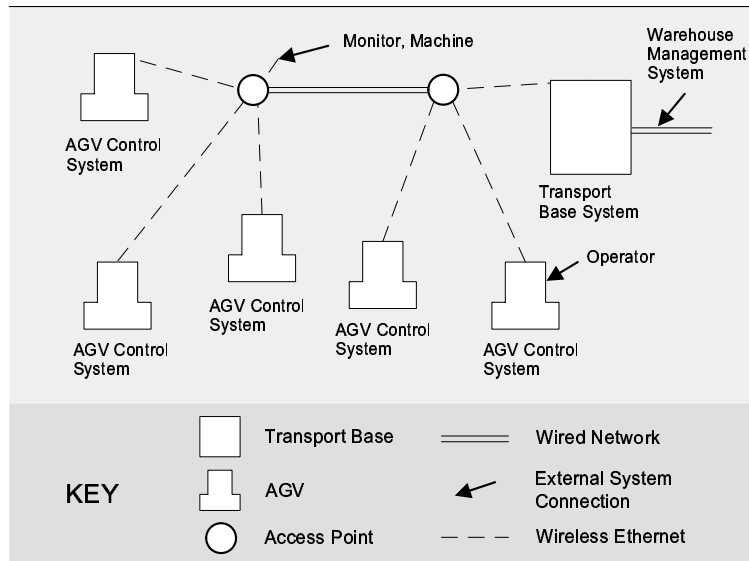 Monitor, Machine
Warehouse
Management
System
AGV Control
System
Transport
Base System
Operator
AGV Control
System
AGV Control
System
AGV Control
System
AGV Control
System
KEY
Transport Base
Wired Network
AGV
External System
Connection
Access Point
Wireless Ethernet